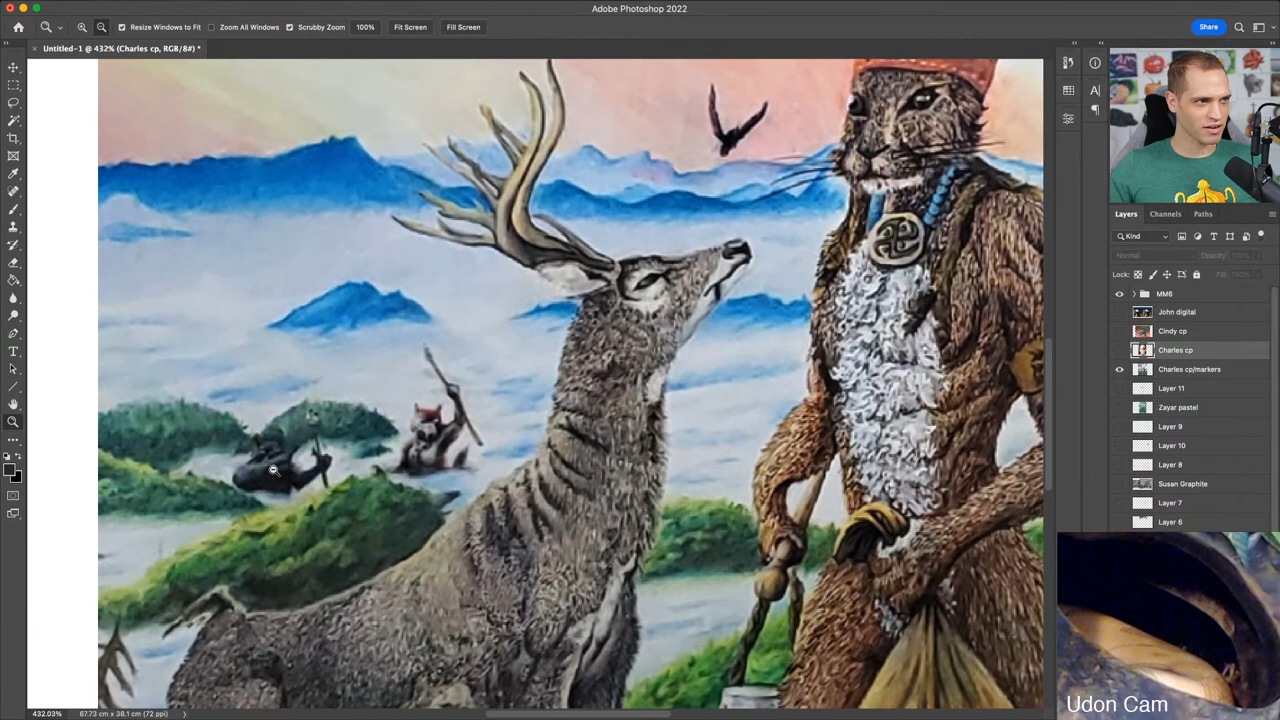 Adobe Photoshop 2022
Resize Windows to Fit
Zoom All Windows
Scrubby Zoom
100%
Fit Screen
Fill Screen
Share
Untitled-1 @ 432% (Charles cp, RGB/8#) *
Layers
Channels
Paths
Kind
Normal
Opacity:
Lock:
Fill:
MM6
John digital
Cindy cp
Charles cp
Charles cp/markers
Layer 11
Zayar pastel
Layer 9
Layer 10
Layer 8
Susan Graphite
Layer 7
Layer 6
Udon Cam
432.03%
67.73 cm x 38.1 cm (72 ppi)